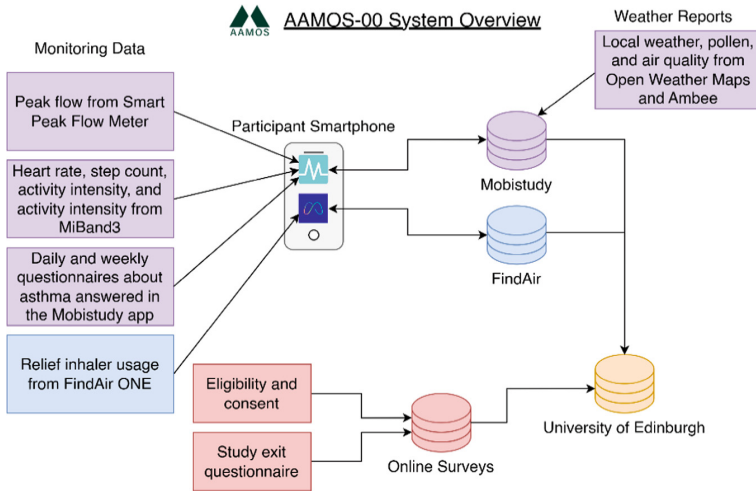 AAMOS
AAMOS-00 System Overview
Weather Reports
Local weather, pollen,
and air quality from
Open Weather Maps
and Ambee
Monitoring Data
Peak flow from Smart
Peak Flow Meter
Heart rate, step count,
activity intensity, and
activity intensity from
MiBand3
Daily and weekly
questionnaires about
asthma answered in
the Mobistudy app
Relief inhaler usage
from FindAir ONE
Participant Smartphone
Mobistudy
FindAir
Eligibility and
consent
Study exit
questionnaire
Online Surveys
University of Edinburgh